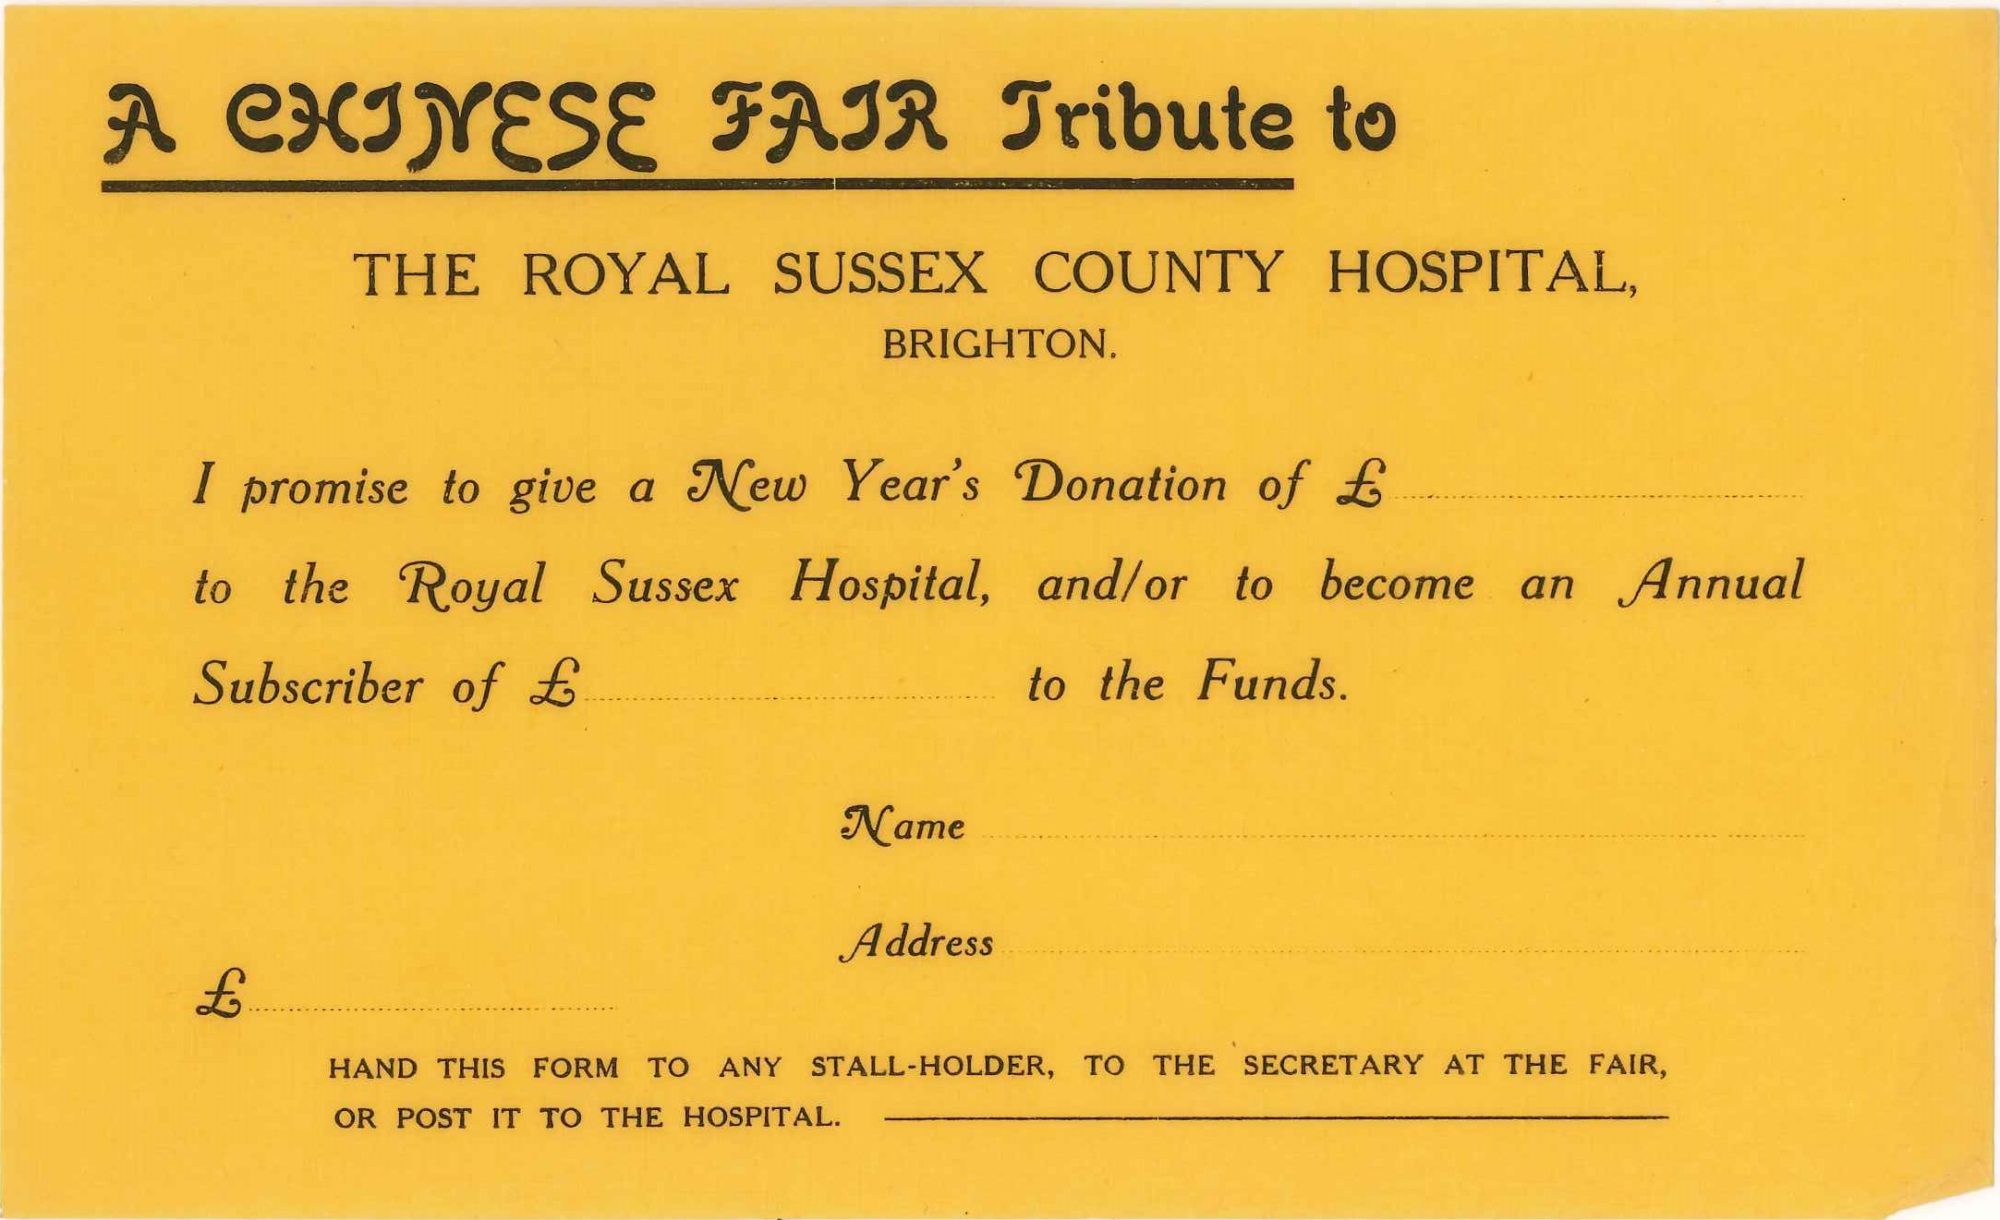 A CHINESE FAIR Tribute to
THE ROYAL SUSSEX COUNTY HOSPITAL,
BRIGHTON.
I promise to give a New Year's Donation of £
to the Royal Sussex Hospital, and/or to become an Annual
Subscriber of £ to the Funds.
Name
Address
£
HAND THIS FORM TO ANY STALL-HOLDER, TO THE SECRETARY AT THE FAIR,
OR POST IT TO THE HOSPITAL.